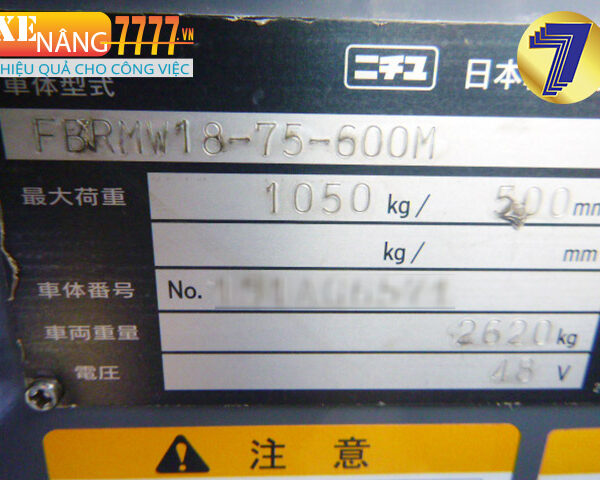 XE NÂNG7777.VN
HIỆU QUẢ CHO CÔNG VIỆC
7
ニチユ 日本
車体型式
FBRMW18-75-600M
最大荷重 1050 kg/ 500 mm
kg/ mm
車体番号 No.
車両重量 2620 kg
電圧 48 V
注意